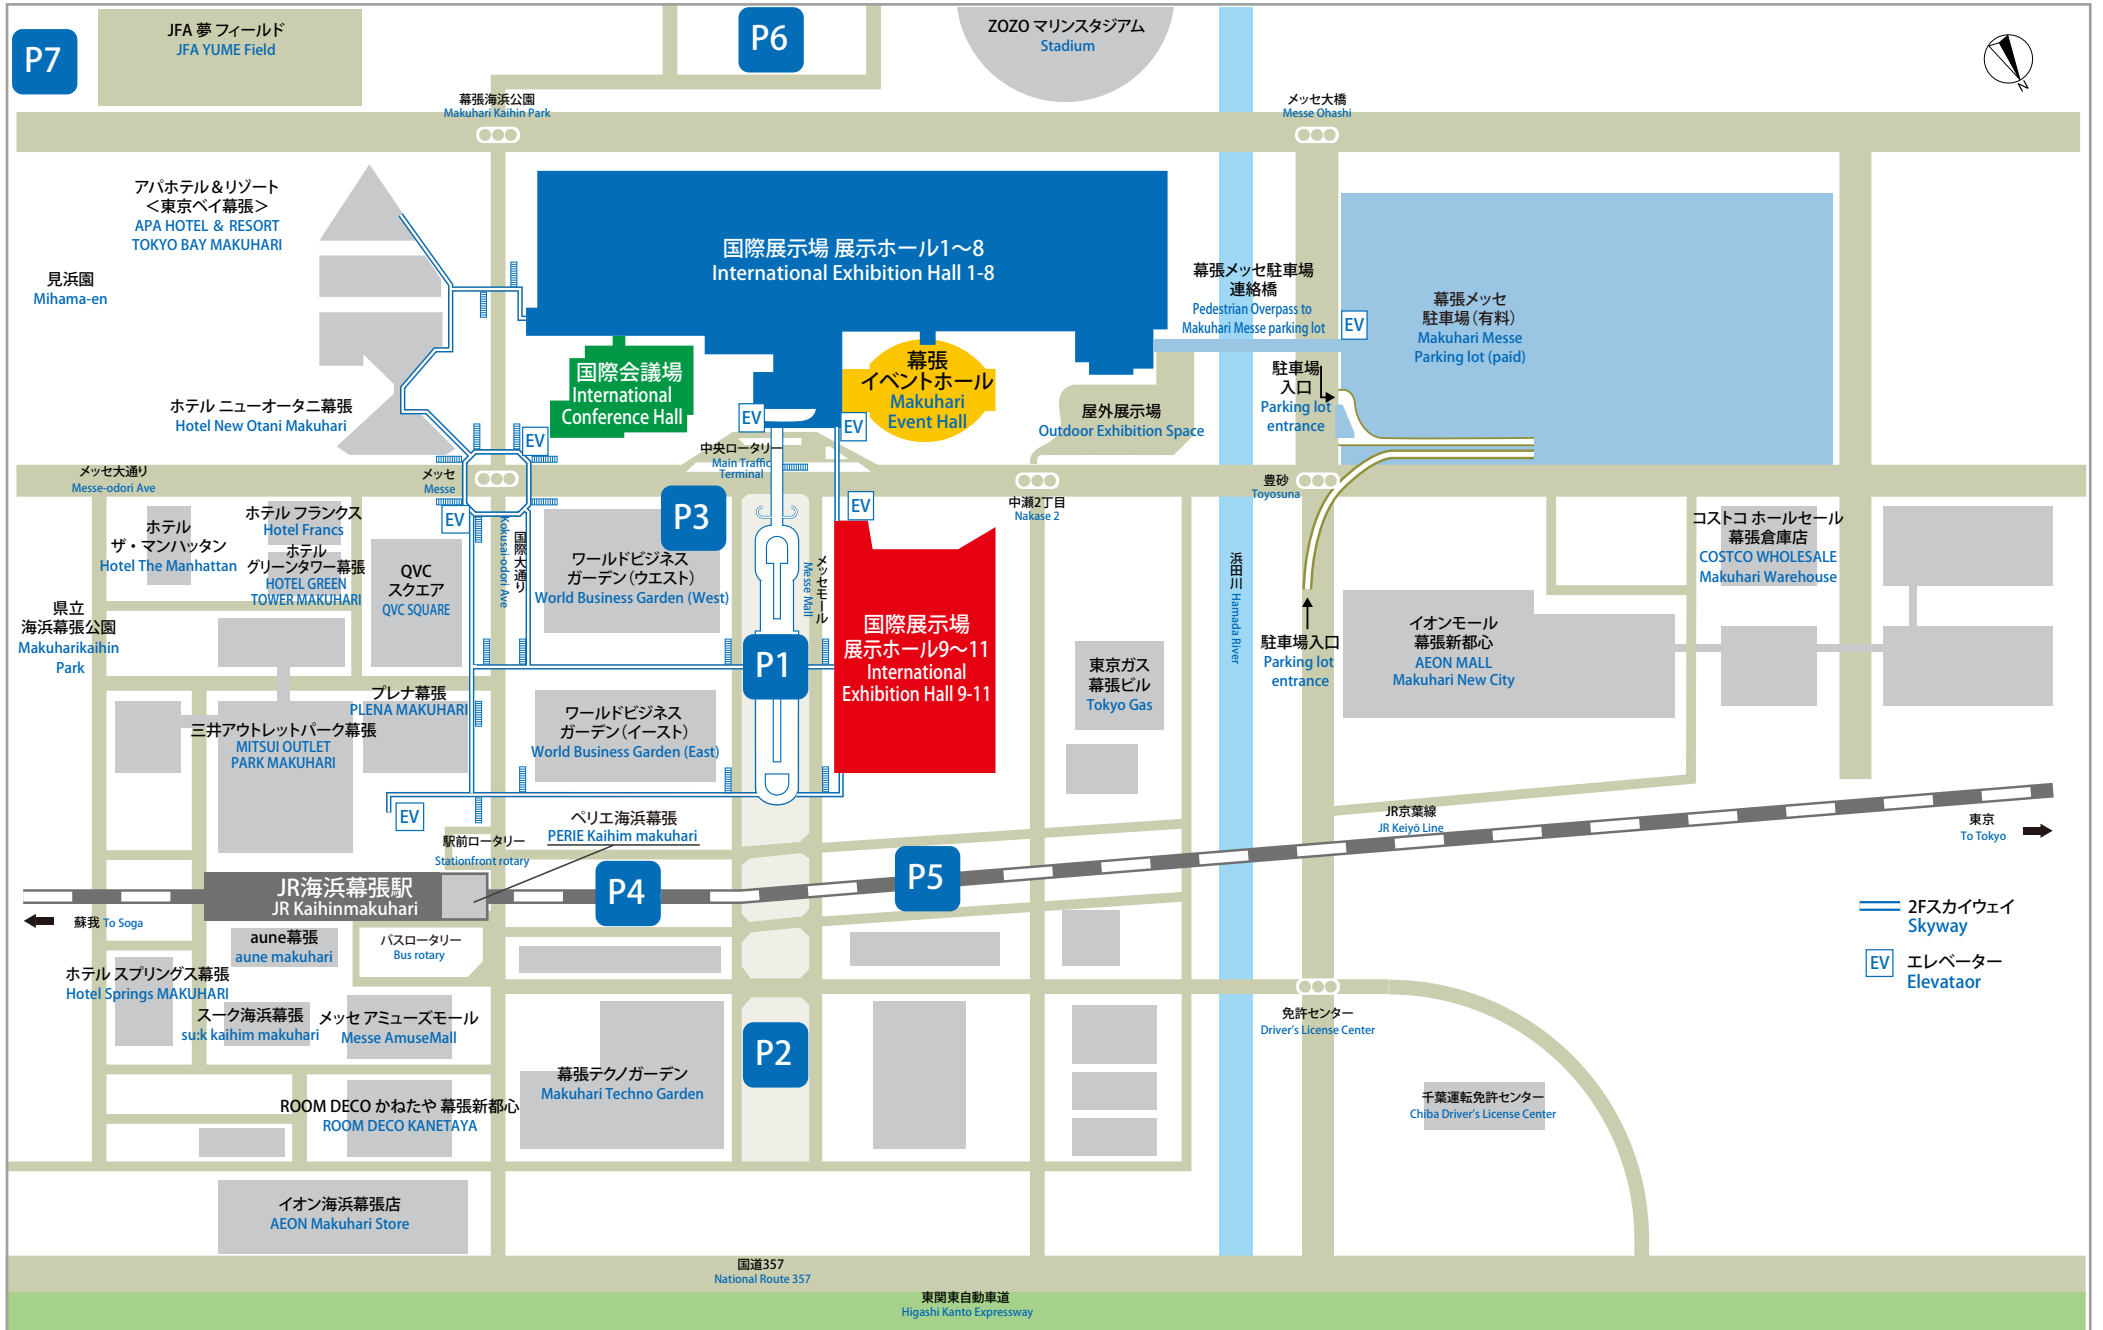 P7
JFA 夢 フィールド
JFA YUME Field
P6
ZOZO マリンスタジアム
Stadium
N
幕張海浜公園
Makuhari Kaihin Park
メッセ大橋
Messe Ohashi
アパホテル＆リゾート
＜東京ベイ幕張＞
APA HOTEL & RESORT
TOKYO BAY MAKUHARI
見浜園
Mihama-en
国際展示場 展示ホール1〜8
International Exhibition Hall 1-8
幕張メッセ駐車場
連絡橋
Pedestrian Overpass to
Makuhari Messe parking lot
EV
幕張メッセ
駐車場（有料）
Makuhari Messe
Parking lot (paid)
国際会議場
International
Conference Hall
幕張
イベントホール
Makuhari
Event Hall
駐車場
入口
Parking lot
entrance
ホテル ニューオータニ幕張
Hotel New Otani Makuhari
EV
EV
EV
屋外展示場
Outdoor Exhibition Space
中央ロータリー
Main Traffic
Terminal
メッセ大通り
Messe-odori Ave
メッセ
Messe
豊砂
Toyosuna
中瀬2丁目
Nakase 2
P3
EV
EV
ホテル フランクス
Hotel Francs
ホテル
ザ・マンハッタン
Hotel The Manhattan
ホテル
グリーンタワー幕張
HOTEL GREEN
TOWER MAKUHARI
QVC
スクエア
QVC SQUARE
国際大通り
Kokusai-odori Ave
ワールドビジネス
ガーデン（ウエスト）
World Business Garden (West)
メッセモール
Messe Mall
浜田川 Hamada River
コストコ ホールセール
幕張倉庫店
COSTCO WHOLESALE
Makuhari Warehouse
県立
海浜幕張公園
Makuharikaihin
Park
P1
国際展示場
展示ホール9〜11
International
Exhibition Hall 9-11
東京ガス
幕張ビル
Tokyo Gas
駐車場入口
Parking lot
entrance
イオンモール
幕張新都心
AEON MALL
Makuhari New City
プレナ幕張
PLENA MAKUHARI
三井アウトレットパーク幕張
MITSUI OUTLET
PARK MAKUHARI
ワールドビジネス
ガーデン（イースト）
World Business Garden (East)
EV
ペリエ海浜幕張
PERIE Kaihim makuhari
駅前ロータリー
Stationfront rotary
JR京葉線
JR Keiyō Line
東京
To Tokyo
JR海浜幕張駅
JR Kaihinmakuhari
P4
P5
蘇我 To Soga
aune幕張
aune makuhari
バスロータリー
Bus rotary
2Fスカイウェイ
Skyway
EV
エレベーター
Elevataor
ホテル スプリングス幕張
Hotel Springs MAKUHARI
スーク海浜幕張
su:k kaihim makuhari
メッセ アミューズモール
Messe AmuseMall
免許センター
Driver's License Center
P2
幕張テクノガーデン
Makuhari Techno Garden
ROOM DECO かねたや 幕張新都心
ROOM DECO KANETAYA
千葉運転免許センター
Chiba Driver's License Center
イオン海浜幕張店
AEON Makuhari Store
国道357
National Route 357
東関東自動車道
Higashi Kanto Expressway